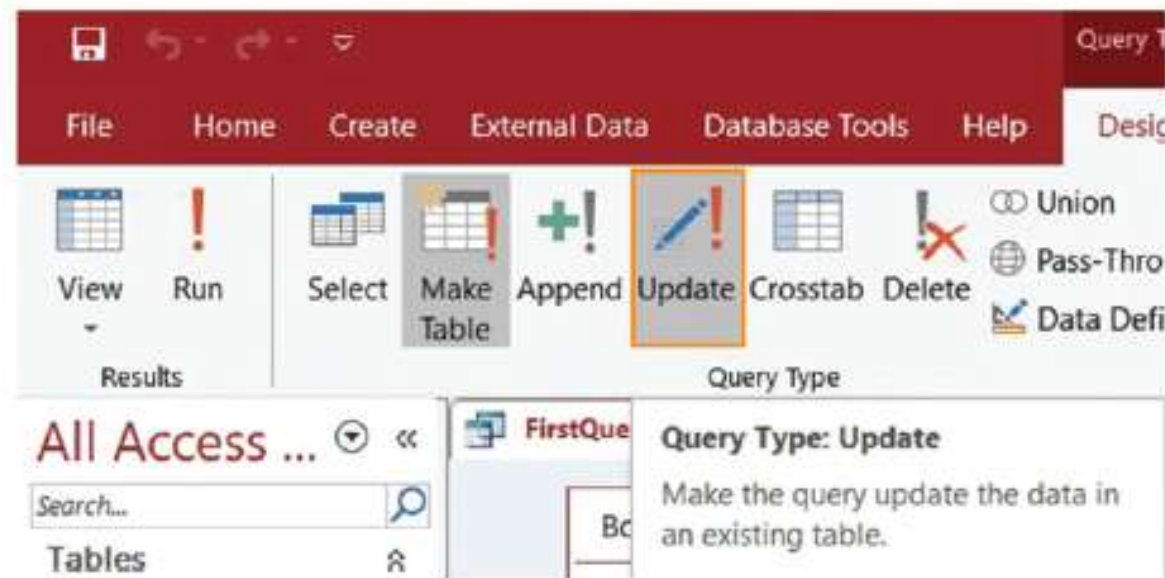 Query T
File Home Create External Data Database Tools Help Desig
View Run Select Make Table Append Update Crosstab Delete
Union
Pass-Thro
Data Defi
Results Query Type
All Access ...
FirstQue
Search...
Tables
Bo
Query Type: Update
Make the query update the data in
an existing table.